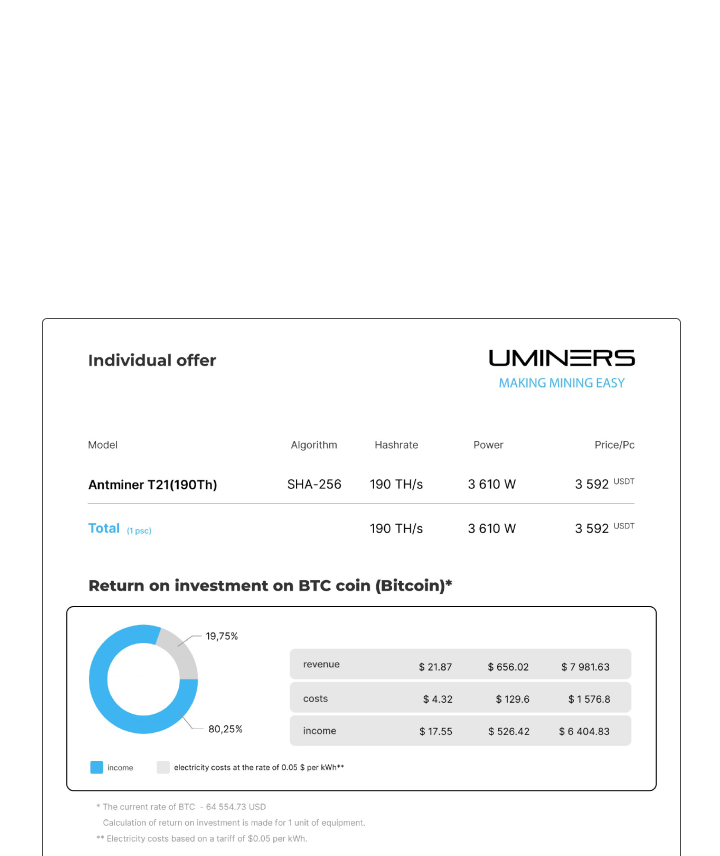 Individual offer
UMINERS
MAKING MINING EASY
Model Algorithm Hashrate Power Price/Pc
Antminer T21(190Th) SHA-256 190 TH/s 3 610 W 3 592 USDT
Total (1 psc) 190 TH/s 3 610 W 3 592 USDT
Return on investment on BTC coin (Bitcoin)*
19,75%
revenue $ 21.87 $ 656.02 $ 7 981.63
costs $ 4.32 $ 129.6 $ 1 576.8
income $ 17.55 $ 526.42 $ 6 404.83
80,25%
income electricity costs at the rate of 0.05 $ per kWh**
* The current rate of BTC - 64 554.73 USD
Calculation of return on Investment is made for 1 unit of equipment.
** Electricity costs based on a tariff of $0.05 per kWh.